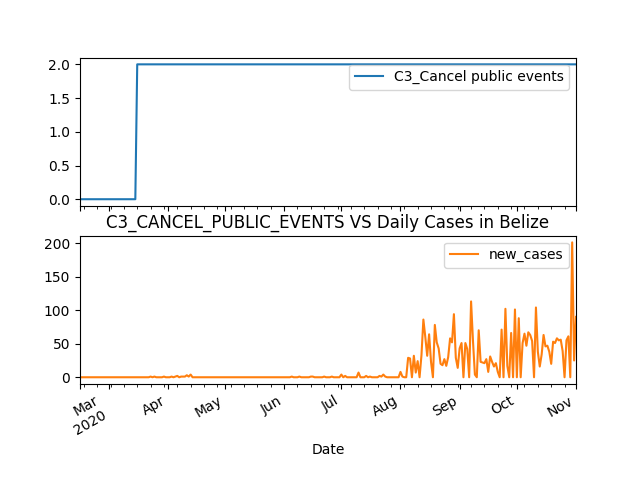 2.0
1.5
1.0
0.5
0.0
C3_Cancel public events
C3_CANCEL_PUBLIC_EVENTS VS Daily Cases in Belize
200
150
100
50
0
new_cases
Mar
2020
Apr
May
Jun
Jul
Aug
Sep
Oct
Nov
Date